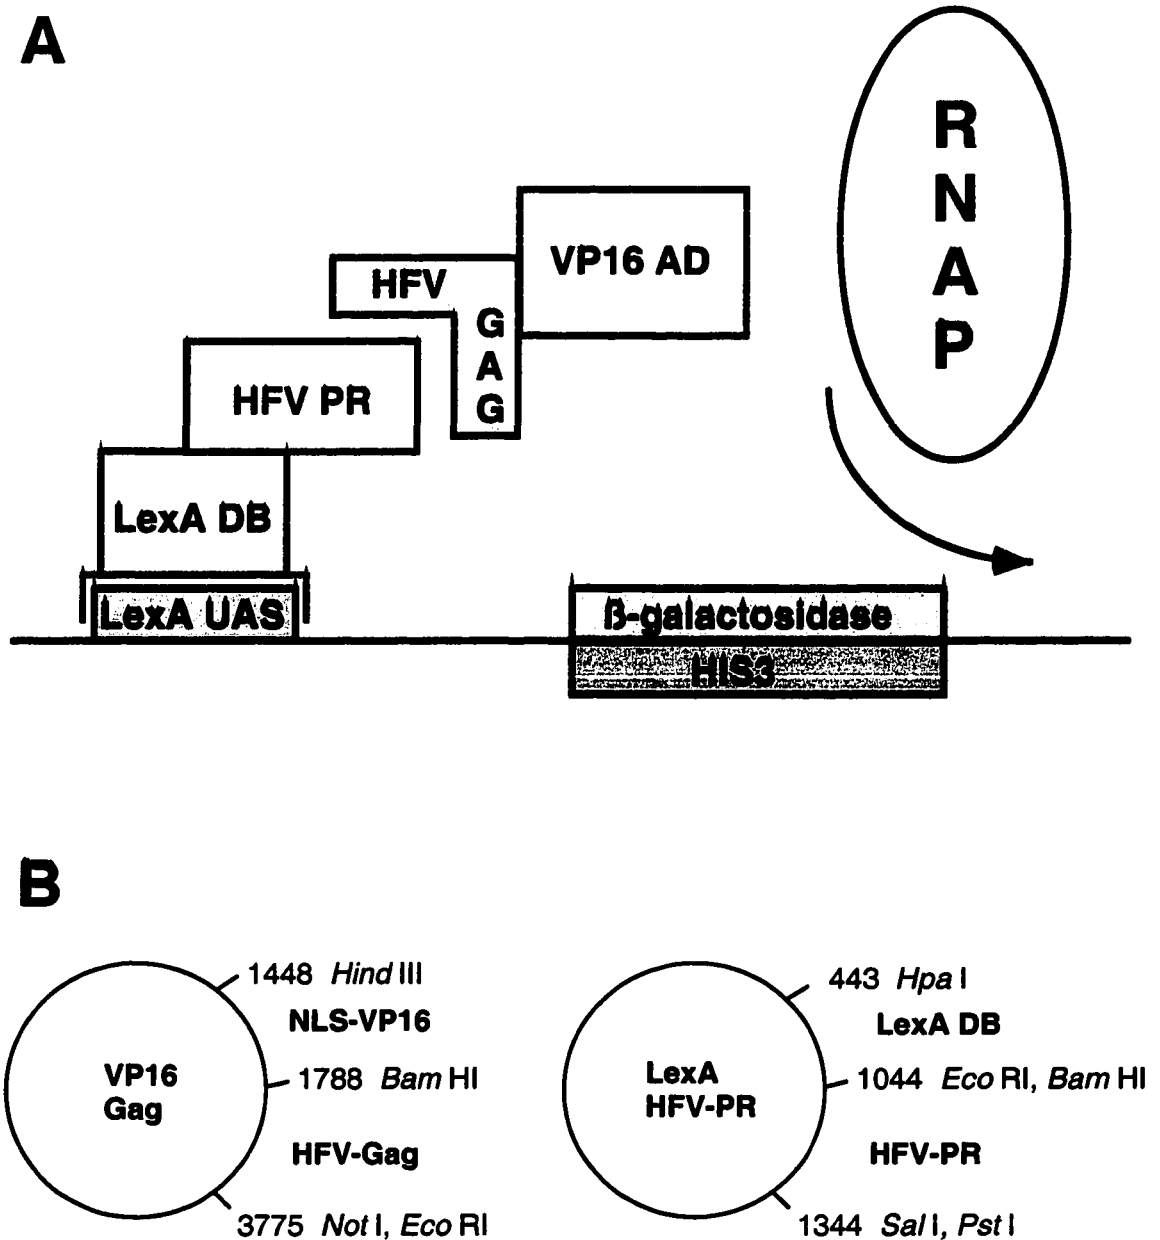 A
R
N
A
P
VP16 AD
HFV
G
A
G
HFV PR
LexA DB
LexA UAS
ß-galactosidase
HIS3
B
1448 Hind III
NLS-VP16
VP16
Gag
1788 Bam HI
HFV-Gag
3775 Not I, Eco RI
443 Hpa I
LexA DB
LexA
HFV-PR
1044 Eco RI, Bam HI
HFV-PR
1344 Sal I, Pst I